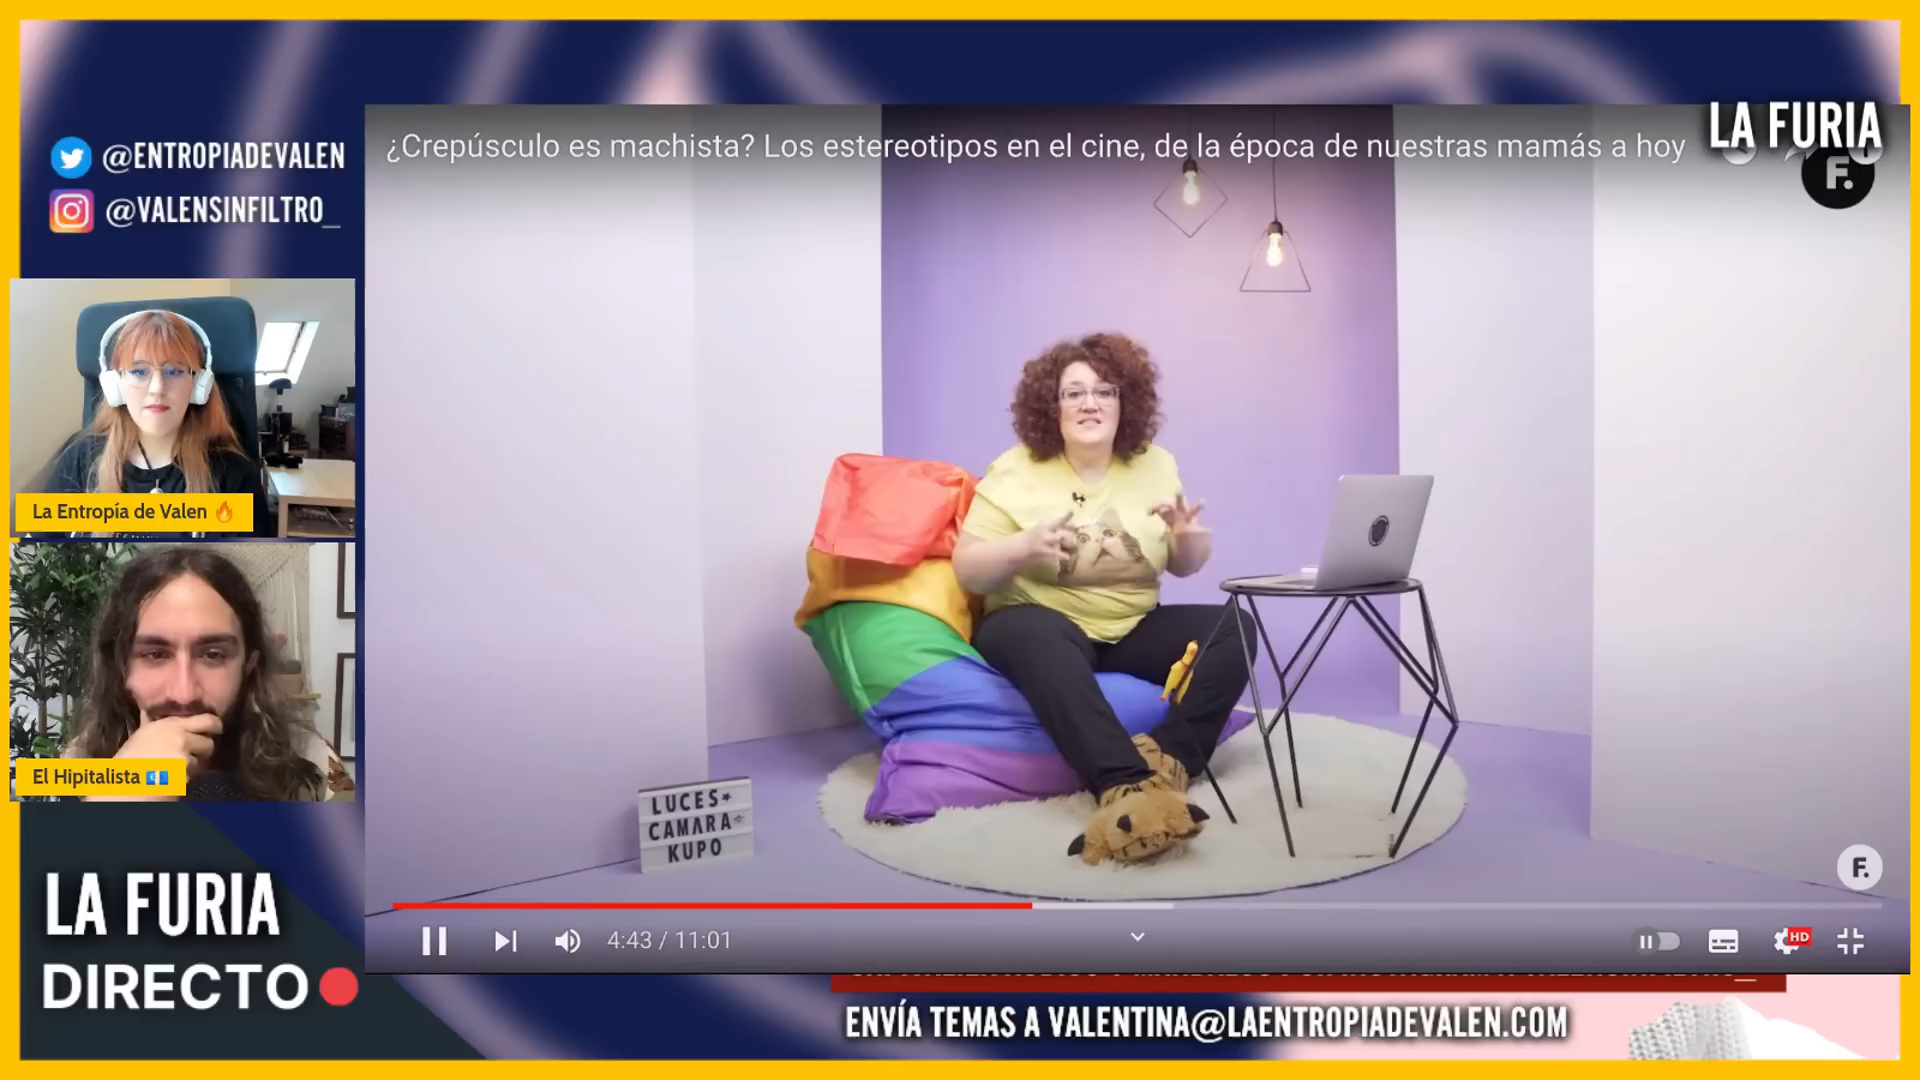 @ENTROPIADEVALEN
@VALENSINFILTRO_
¿Crepúsculo es machista? Los estereotipos en el cine, de la época de nuestras mamás a hoy
LA FURIA
F.
La Entropía de Valen 🔥
El Hipitalista
LUCES★
CAMARA
KUPO
F.
LA FURIA
DIRECTO
4:43 / 11:01
HD
ENVÍA TEMAS A VALENTINA@LAENTROPIADEVALEN.COM